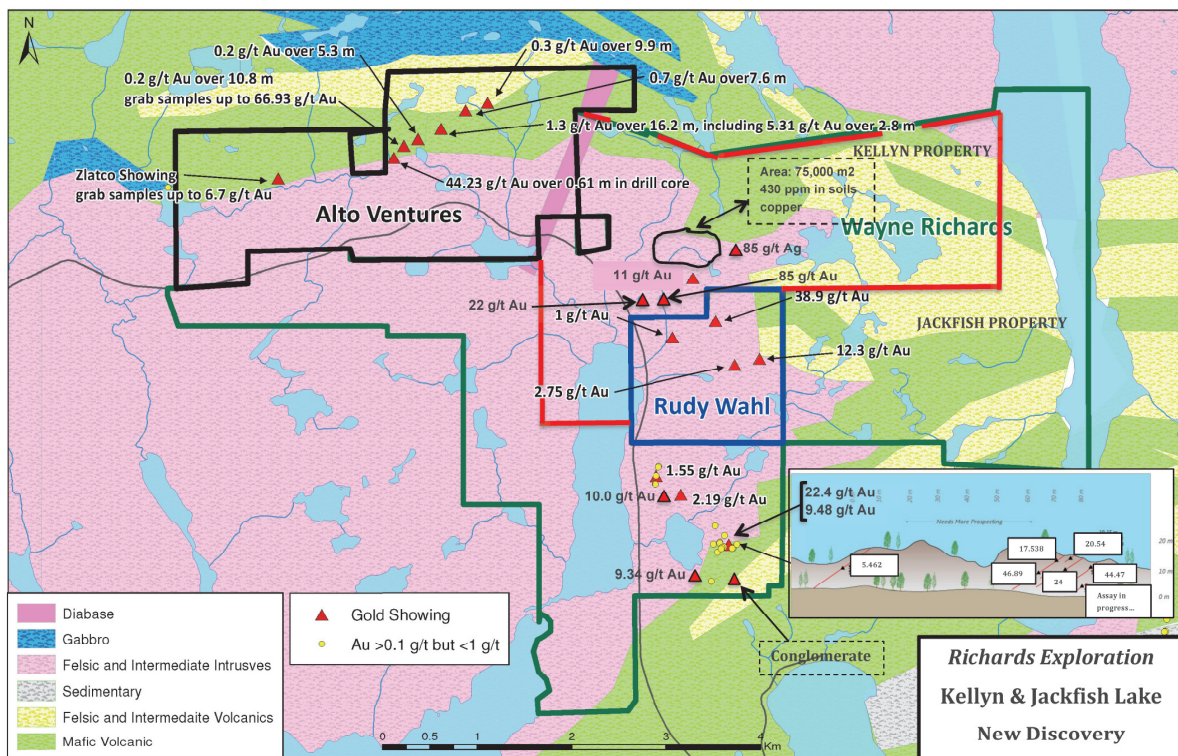 N
0.2 g/t Au over 5.3 m
0.3 g/t Au over 9.9 m
0.2 g/t Au over 10.8 m
grab samples up to 66.93 g/t Au
0.7 g/t Au over7.6 m
1.3 g/t Au over 16.2 m, including 5.31 g/t Au over 2.8 m
KELLYN PROPERTY
Zlatco Showing
grab samples up to 6.7 g/t Au
44.23 g/t Au over 0.61 m in drill core
Area: 75,000 m2
430 ppm in soils
copper
Alto Ventures
Wayne Richards
85 g/t Ag
11 g/t Au
85 g/t Au
22 g/t Au
1 g/t Au
38.9 g/t Au
JACKFISH PROPERTY
12.3 g/t Au
2.75 g/t Au
Rudy Wahl
1.55 g/t Au
10.0 g/t Au
2.19 g/t Au
22.4 g/t Au
9.48 g/t Au
0 m
10 m
20 m
30 m
40 m
50 m
60 m
70 m
80 m
Needs More Prospecting
17.538
20.54
20 m
5.462
46.89
24
44.47
10 m
0 m
Assay in
progress...
9.34 g/t Au
Conglomerate
Diabase
Gabbro
Felsic and Intermediate Intrusves
Sedimentary
Felsic and Intermedaite Volcanics
Mafic Volcanic
Gold Showing
Au >0.1 g/t but <1 g/t
0 1 2 3 4
Km
Richards Exploration
Kellyn & Jackfish Lake
New Discovery